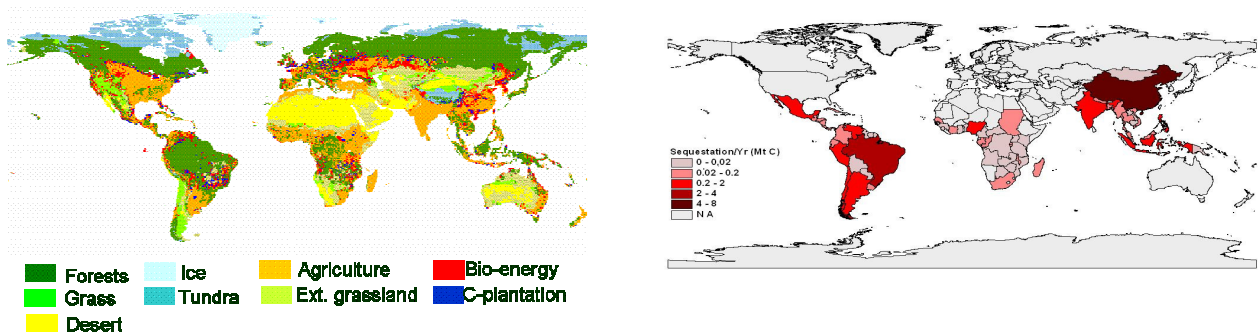 Forests
Ice
Agriculture
Bio-energy
Grass
Tundra
Ext. grassland
C-plantation
Desert
Sequestation/Yr (Mt C)
0 - 0,02
0.02 - 0.2
0.2 - 2
2 - 4
4 - 8
N A